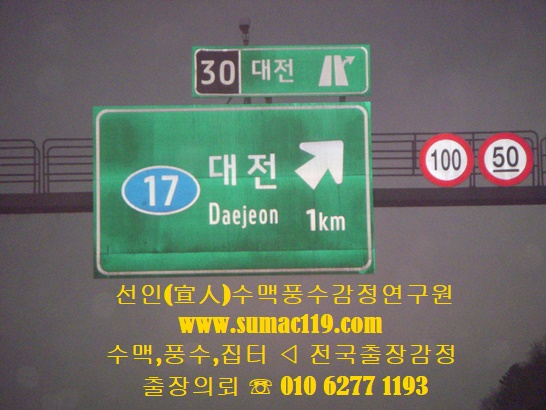 30 대전
17 대전
Daejeon 1km
100 50
선인(宣人)수맥풍수감정연구원
www.sumac119.com
수맥,풍수,집터 ◁ 전국출장감정
출장의뢰 ☏ 010 6277 1193